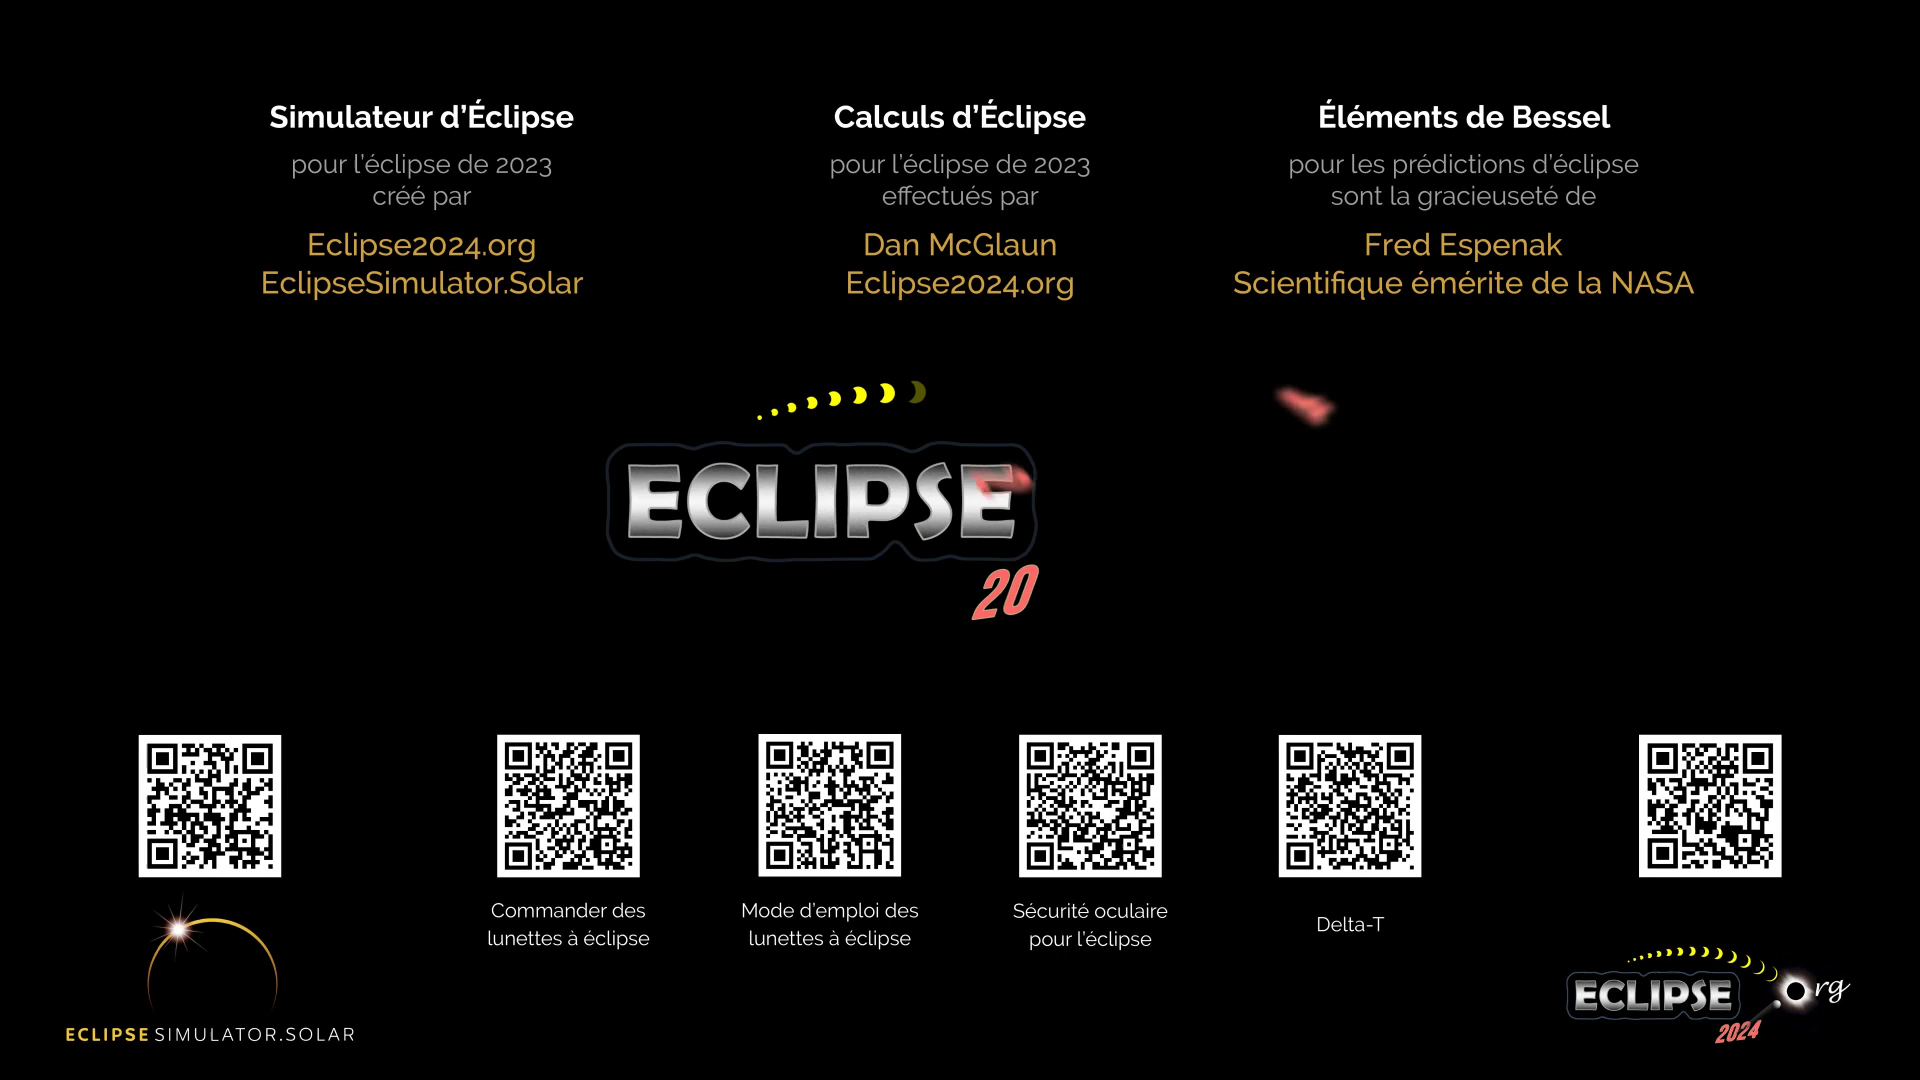 Simulateur d’Éclipse
pour l’éclipse de 2023
créé par
Eclipse2024.org
EclipseSimulator.Solar
Calculs d’Éclipse
pour l’éclipse de 2023
effectués par
Dan McGlaun
Eclipse2024.org
Éléments de Bessel
pour les prédictions d’éclipse
sont la gracieuseté de
Fred Espenak
Scientifique émérite de la NASA
ECLIPSE
20
Commander des
lunettes à éclipse
Mode d’emploi des
lunettes à éclipse
Sécurité oculaire
pour l’éclipse
Delta-T
ECLIPSESIMULATOR.SOLAR
ECLIPSE rg
2024